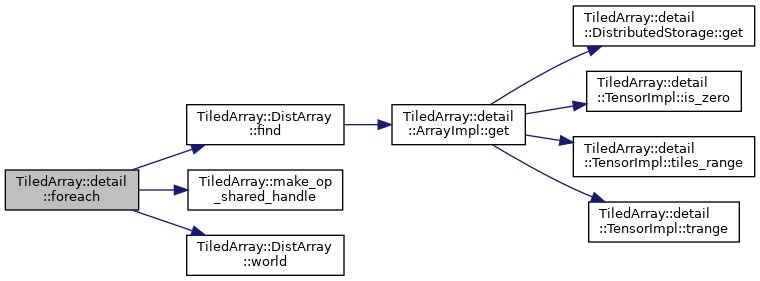 TiledArray::detail
::foreach
TiledArray::DistArray
::find
TiledArray::make_op
_shared_handle
TiledArray::DistArray
::world
TiledArray::detail
::ArrayImpl::get
TiledArray::detail
::DistributedStorage::get
TiledArray::detail
::TensorImpl::is_zero
TiledArray::detail
::TensorImpl::tiles_range
TiledArray::detail
::TensorImpl::trange